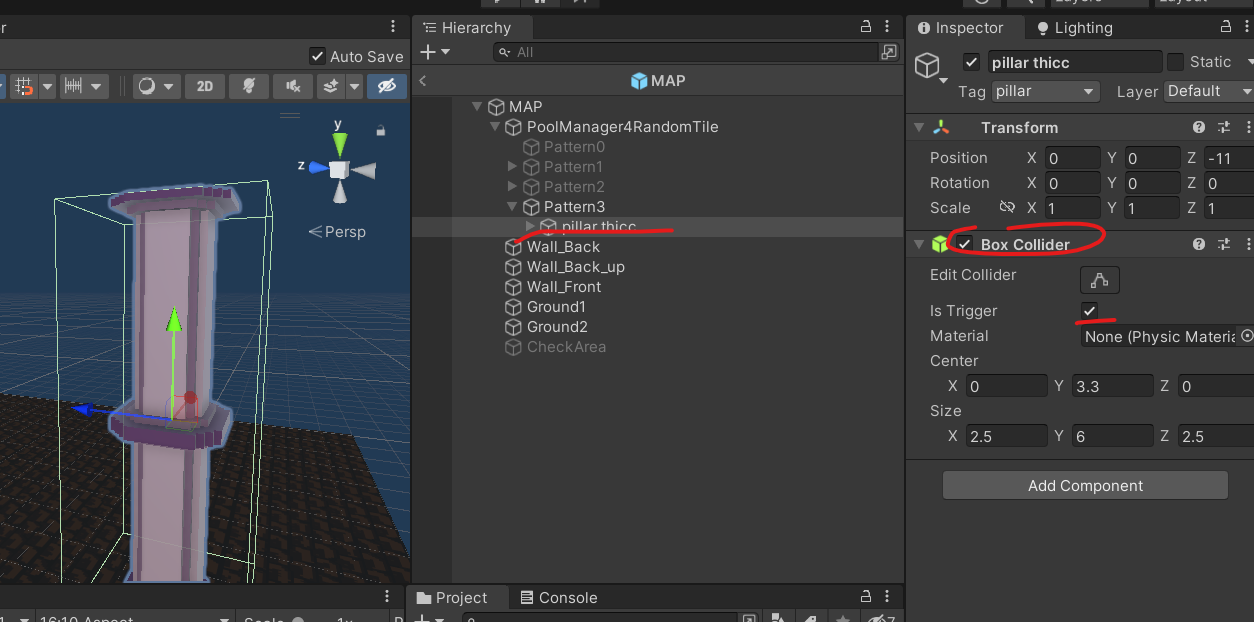 r
Auto Save
2D
y
z
Persp
16:10 Aspect
Scale
1x
Hierarchy
All
MAP
MAP
PoolManager4RandomTile
Pattern0
Pattern1
Pattern2
Pattern3
pillar thicc
Wall_Back
Wall_Back_up
Wall_Front
Ground1
Ground2
CheckArea
Project
Console
7
Inspector
Lighting
pillar thicc
Static
Tag pillar
Layer Default
Transform
Position X 0 Y 0 Z -11
Rotation X 0 Y 0 Z 0
Scale X 1 Y 1 Z 1
Box Collider
Edit Collider
Is Trigger
Material None (Physic Materia
Center
X 0 Y 3.3 Z 0
Size
X 2.5 Y 6 Z 2.5
Add Component